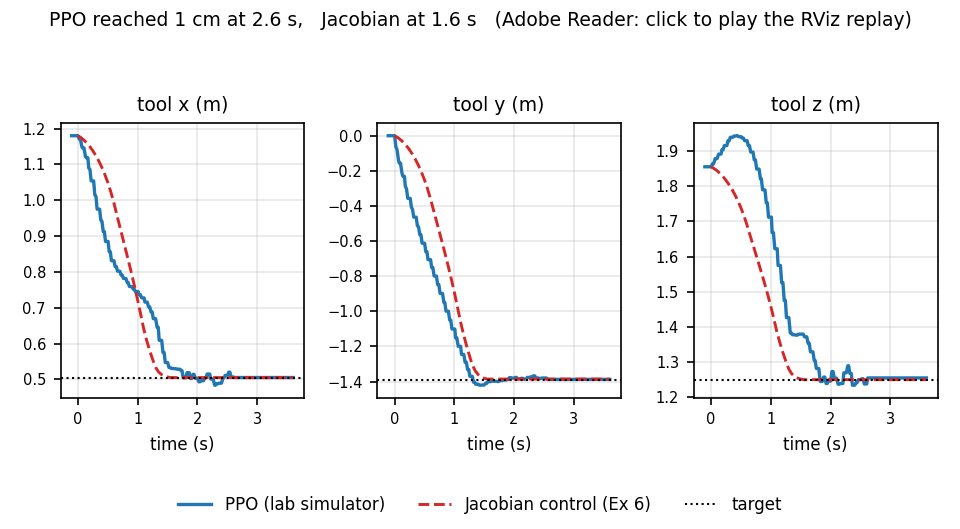 PPO reached 1 cm at 2.6 s,   Jacobian at 1.6 s   (Adobe Reader: click to play the RViz replay)
tool x (m)
1.2
1.1
1.0
0.9
0.8
0.7
0.6
0.5
0 1 2 3
time (s)
tool y (m)
0.0
−0.2
−0.4
−0.6
−0.8
−1.0
−1.2
−1.4
0 1 2 3
time (s)
tool z (m)
1.9
1.8
1.7
1.6
1.5
1.4
1.3
1.2
0 1 2 3
time (s)
PPO (lab simulator) Jacobian control (Ex 6) target